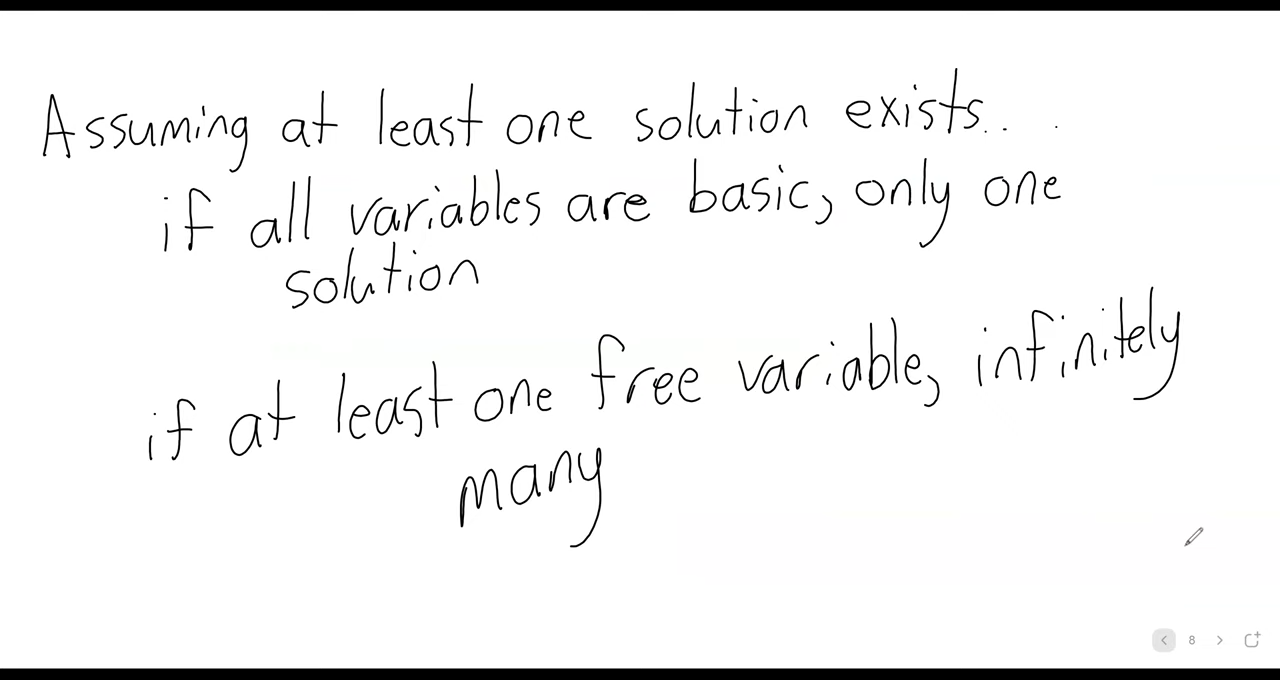 Assuming at least one solution exists...
if all variables are basic, only one
solution
if at least one free variable, infinitely
many
8